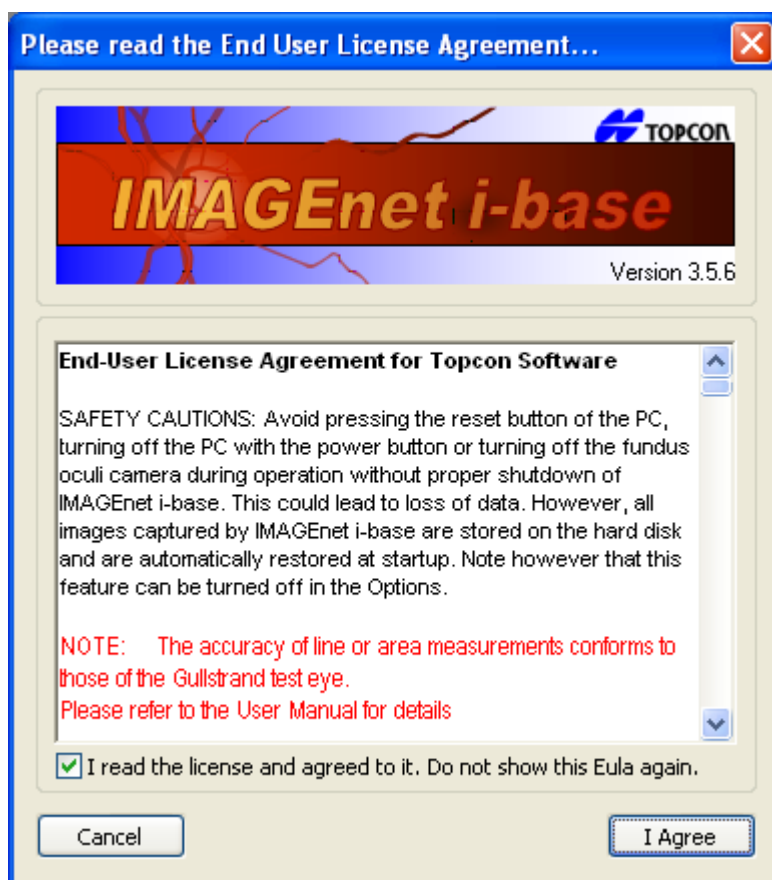 Please read the End User License Agreement...
TOPCON
IMAGEnet i-base
Version 3.5.6
End-User License Agreement for Topcon Software
SAFETY CAUTIONS: Avoid pressing the reset button of the PC,
turning off the PC with the power button or turning off the fundus
oculi camera during operation without proper shutdown of
IMAGEnet i-base. This could lead to loss of data. However, all
images captured by IMAGEnet i-base are stored on the hard disk
and are automatically restored at startup. Note however that this
feature can be turned off in the Options.
NOTE: The accuracy of line or area measurements conforms to
those of the Gullstrand test eye.
Please refer to the User Manual for details
I read the license and agreed to it. Do not show this Eula again.
Cancel
I Agree